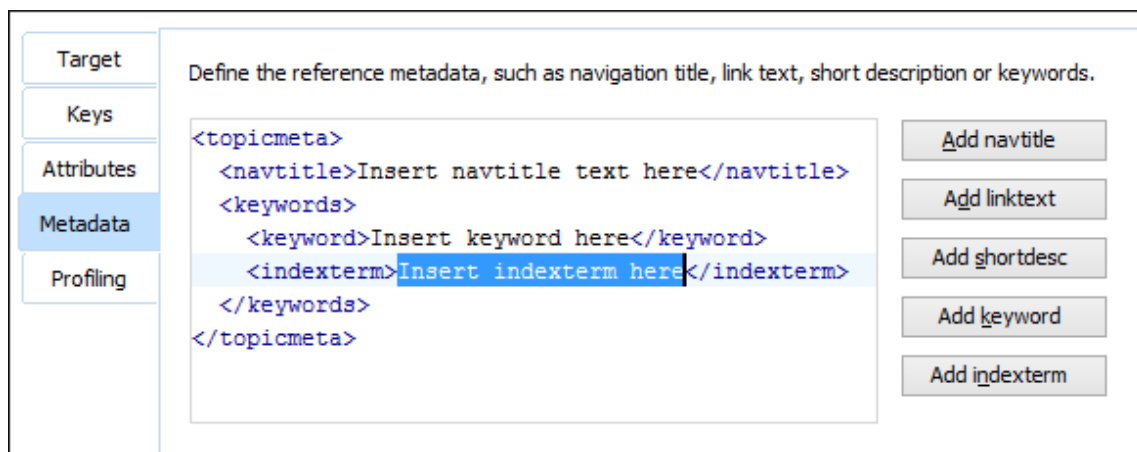 Target
Keys
Attributes
Metadata
Profiling
Define the reference metadata, such as navigation title, link text, short description or keywords.
<topicmeta>
  <navtitle>Insert navtitle text here</navtitle>
  <keywords>
    <keyword>Insert keyword here</keyword>
    <indexterm>Insert indexterm here</indexterm>
  </keywords>
</topicmeta>
Add navtitle
Add linktext
Add shortdesc
Add keyword
Add indexterm